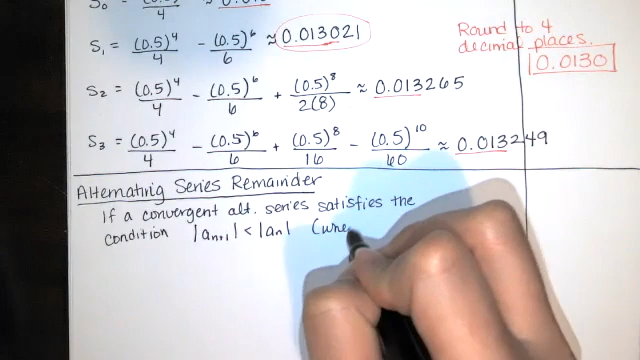 S₀ = 4
S₁ = (0.5)⁴/4 - (0.5)⁶/6 ≈ 0.013021
Round to 4
decimal places.
0.0130
S₂ = (0.5)⁴/4 - (0.5)⁶/6 + (0.5)⁸/2(8) ≈ 0.013265
S₃ = (0.5)⁴/4 - (0.5)⁶/6 + (0.5)⁸/16 - (0.5)¹⁰/60 ≈ 0.013249
Alternating Series Remainder
If a convergent alt. series satisfies the
condition |aₙ₊₁| < |aₙ|